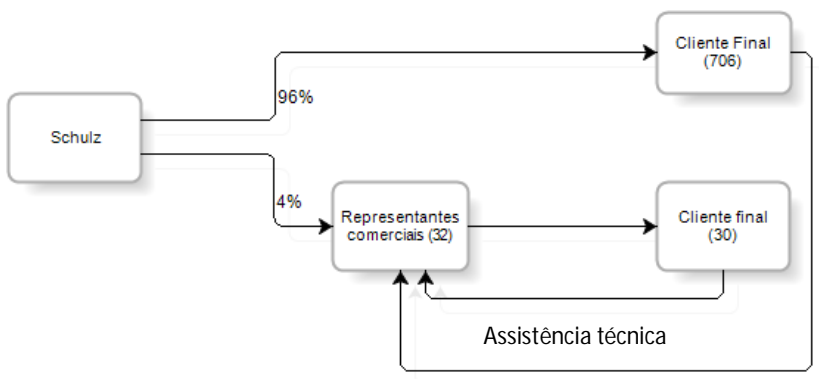 Cliente Final
(706)
96%
Schulz
4%
Representantes
comerciais (32)
Cliente final
(30)
Assistência técnica